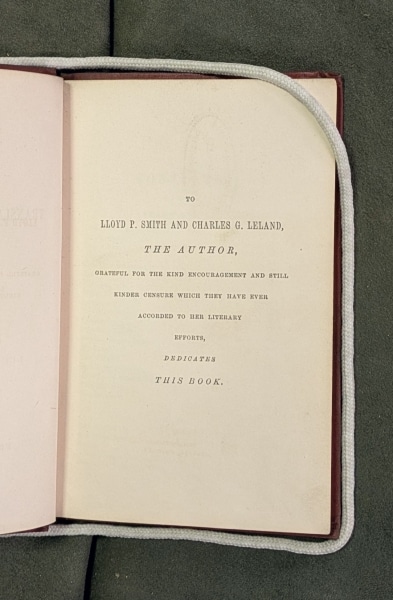 TO
LLOYD P. SMITH AND CHARLES G. LELAND,
THE AUTHOR,
GRATEFUL FOR THE KIND ENCOURAGEMENT AND STILL
KINDER CENSURE WHICH THEY HAVE EVER
ACCORDED TO HER LITERARY
EFFORTS,
DEDICATES
THIS BOOK.